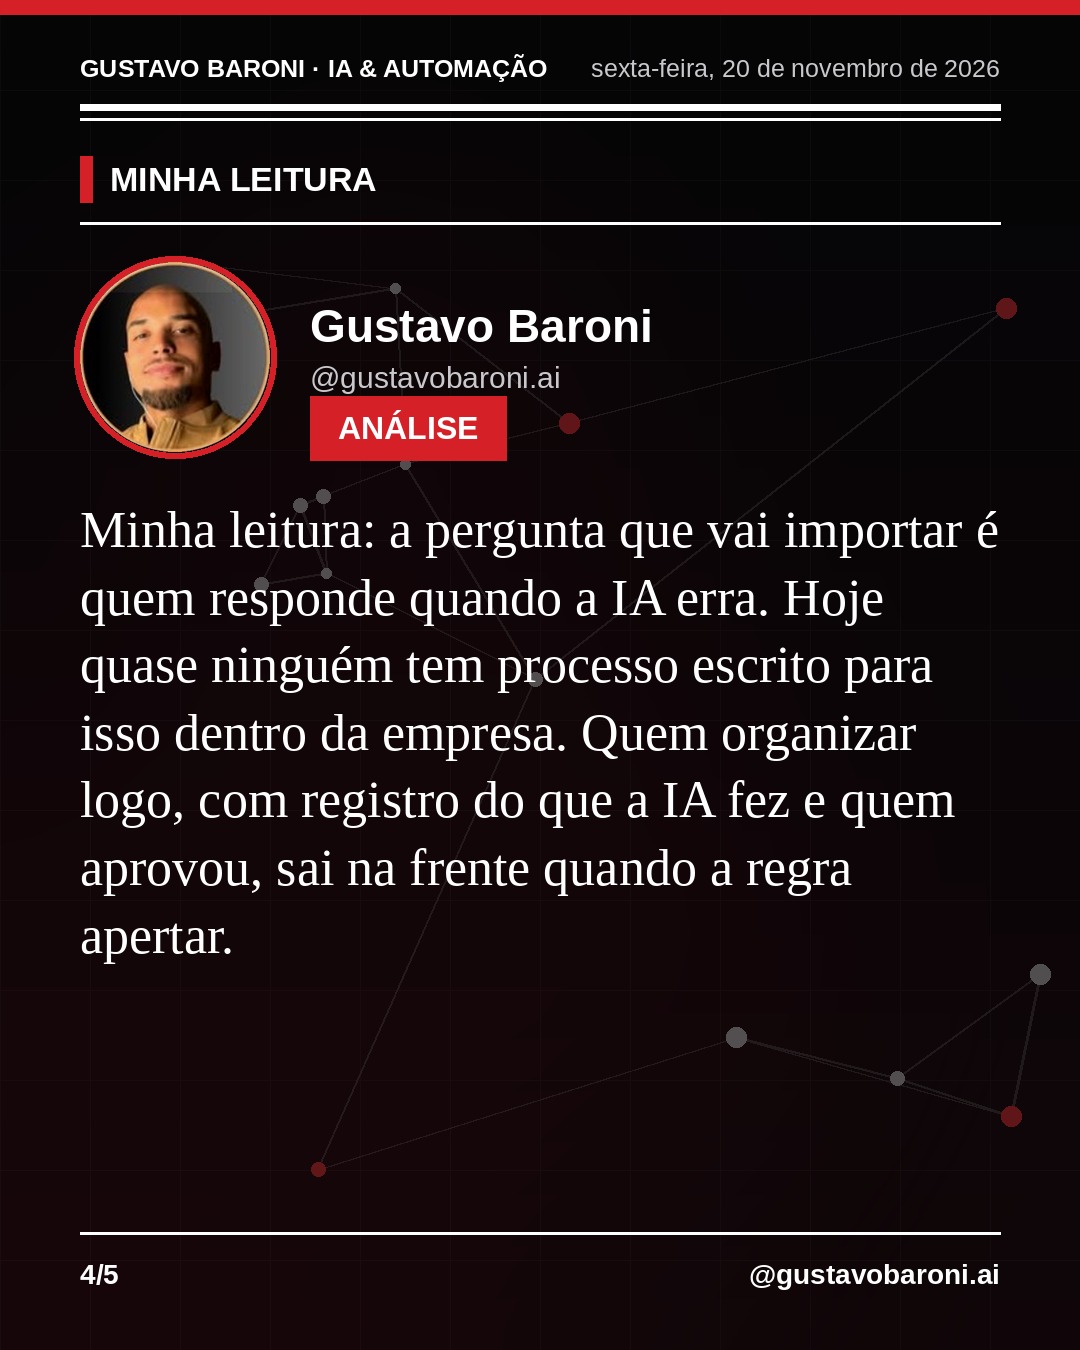 GUSTAVO BARONI · IA & AUTOMAÇÃO
sexta-feira, 20 de novembro de 2026
MINHA LEITURA
Gustavo Baroni
@gustavobaroni.ai
ANÁLISE
Minha leitura: a pergunta que vai importar é
quem responde quando a IA erra. Hoje
quase ninguém tem processo escrito para
isso dentro da empresa. Quem organizar
logo, com registro do que a IA fez e quem
aprovou, sai na frente quando a regra
apertar.
4/5
@gustavobaroni.ai